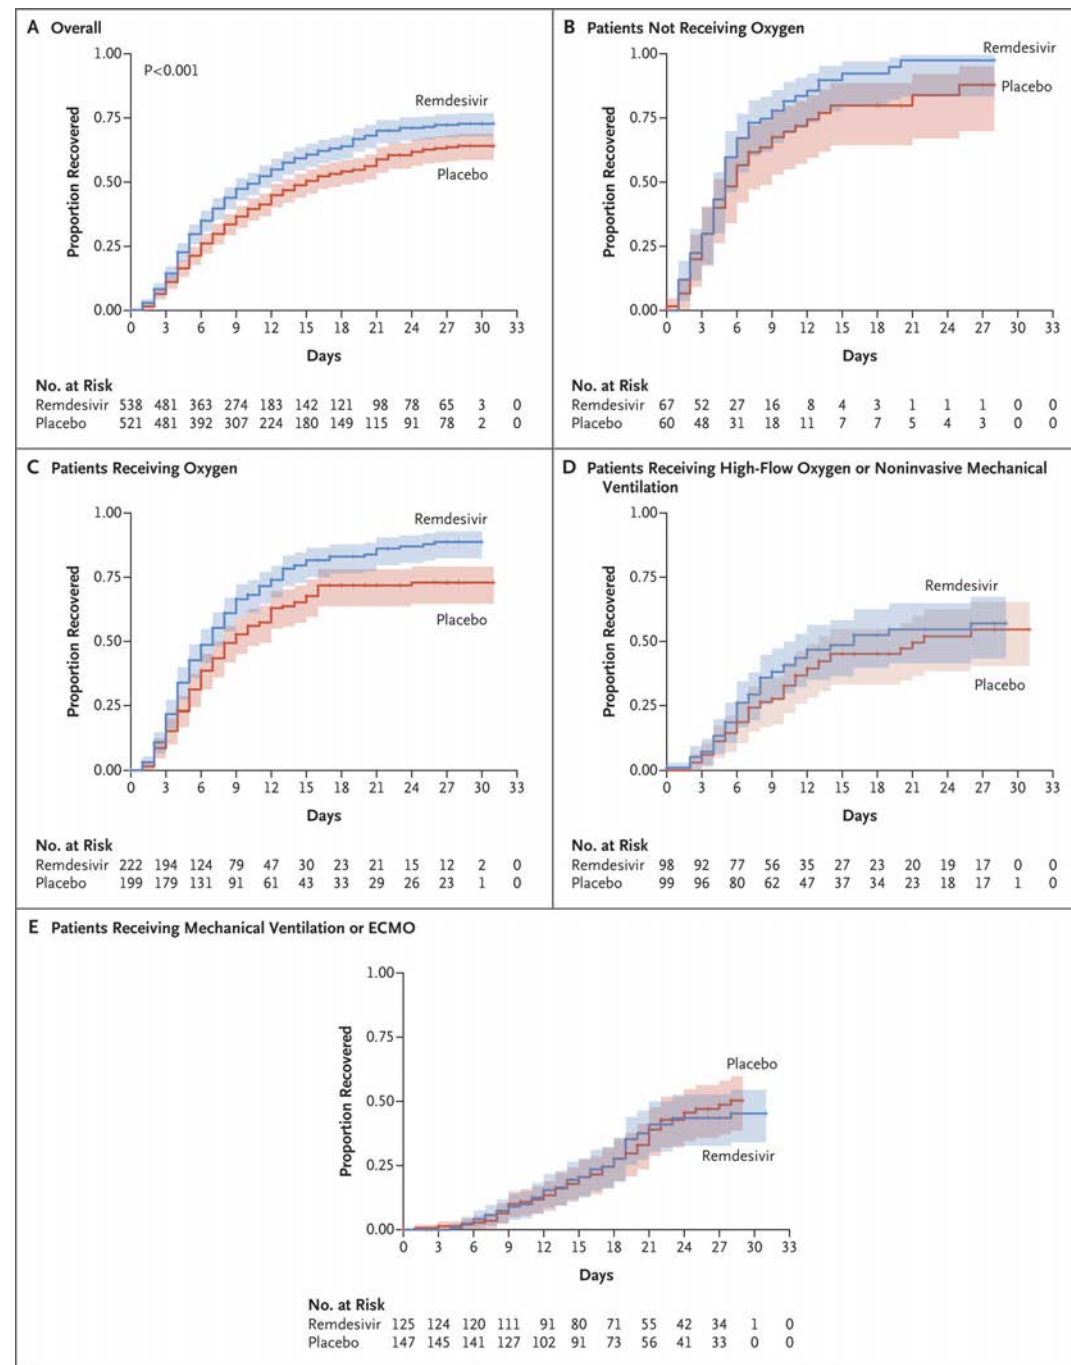 A Overall
1.00
P<0.001
0.75
Remdesivir
0.50
Placebo
0.25
0.00
Proportion Recovered
0 3 6 9 12 15 18 21 24 27 30 33
Days
No. at Risk
Remdesivir 538 481 363 274 183 142 121 98 78 65 3 0
Placebo 521 481 392 307 224 180 149 115 91 78 2 0
B Patients Not Receiving Oxygen
1.00
Remdesivir
Placebo
0.75
0.50
0.25
0.00
Proportion Recovered
0 3 6 9 12 15 18 21 24 27 30 33
Days
No. at Risk
Remdesivir 67 52 27 16 8 4 3 1 1 1 0 0
Placebo 60 48 31 18 11 7 7 5 4 3 0 0
C Patients Receiving Oxygen
1.00
Remdesivir
0.75
Placebo
0.50
0.25
0.00
Proportion Recovered
0 3 6 9 12 15 18 21 24 27 30 33
Days
No. at Risk
Remdesivir 222 194 124 79 47 30 23 21 15 12 2 0
Placebo 199 179 131 91 61 43 33 29 26 23 1 0
D Patients Receiving High-Flow Oxygen or Noninvasive Mechanical
Ventilation
1.00
0.75
Remdesivir
0.50
Placebo
0.25
0.00
Proportion Recovered
0 3 6 9 12 15 18 21 24 27 30 33
Days
No. at Risk
Remdesivir 98 92 77 56 35 27 23 20 19 17 0 0
Placebo 99 96 80 62 47 37 34 23 18 17 1 0
E Patients Receiving Mechanical Ventilation or ECMO
1.00
0.75
Placebo
0.50
Remdesivir
0.25
0.00
Proportion Recovered
0 3 6 9 12 15 18 21 24 27 30 33
Days
No. at Risk
Remdesivir 125 124 120 111 91 80 71 55 42 34 1 0
Placebo 147 145 141 127 102 91 73 56 41 33 0 0